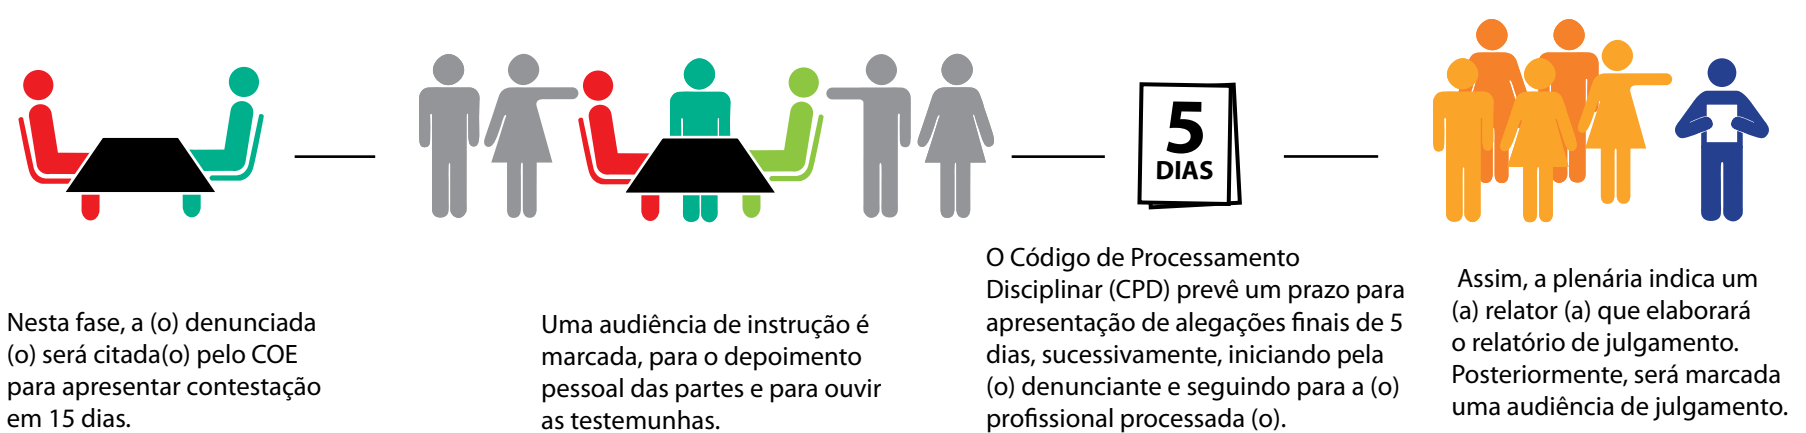 5
DIAS
Nesta fase, a (o) denunciada
(o) será citada(o) pelo COE
para apresentar contestação
em 15 dias.
Uma audiência de instrução é
marcada, para o depoimento
pessoal das partes e para ouvir
as testemunhas.
O Código de Processamento
Disciplinar (CPD) prevê um prazo para
apresentação de alegações finais de 5
dias, sucessivamente, iniciando pela
(o) denunciante e seguindo para a (o)
profissional processada (o).
Assim, a plenária indica um
(a) relator (a) que elaborará
o relatório de julgamento.
Posteriormente, será marcada
uma audiência de julgamento.